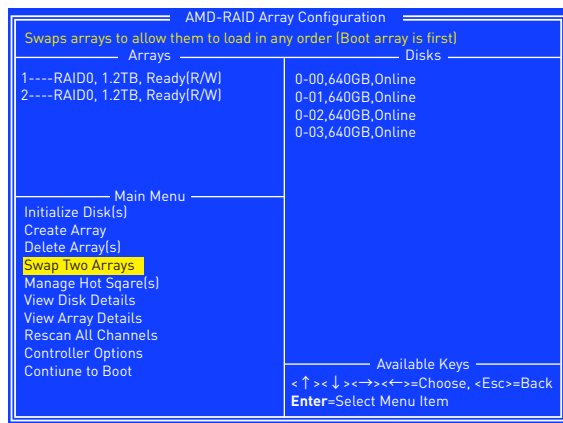 AMD-RAID Array Configuration
Swaps arrays to allow them to load in any order (Boot array is first)
Arrays
1----RAID0, 1.2TB, Ready(R/W)
2----RAID0, 1.2TB, Ready(R/W)
Disks
0-00,640GB,Online
0-01,640GB,Online
0-02,640GB,Online
0-03,640GB,Online
Main Menu
Initialize Disk(s)
Create Array
Delete Array(s)
Swap Two Arrays
Manage Hot Sqare(s)
View Disk Details
View Array Details
Rescan All Channels
Controller Options
Contiune to Boot
Available Keys
<↑><↓><→><←>=Choose, <Esc>=Back
Enter=Select Menu Item